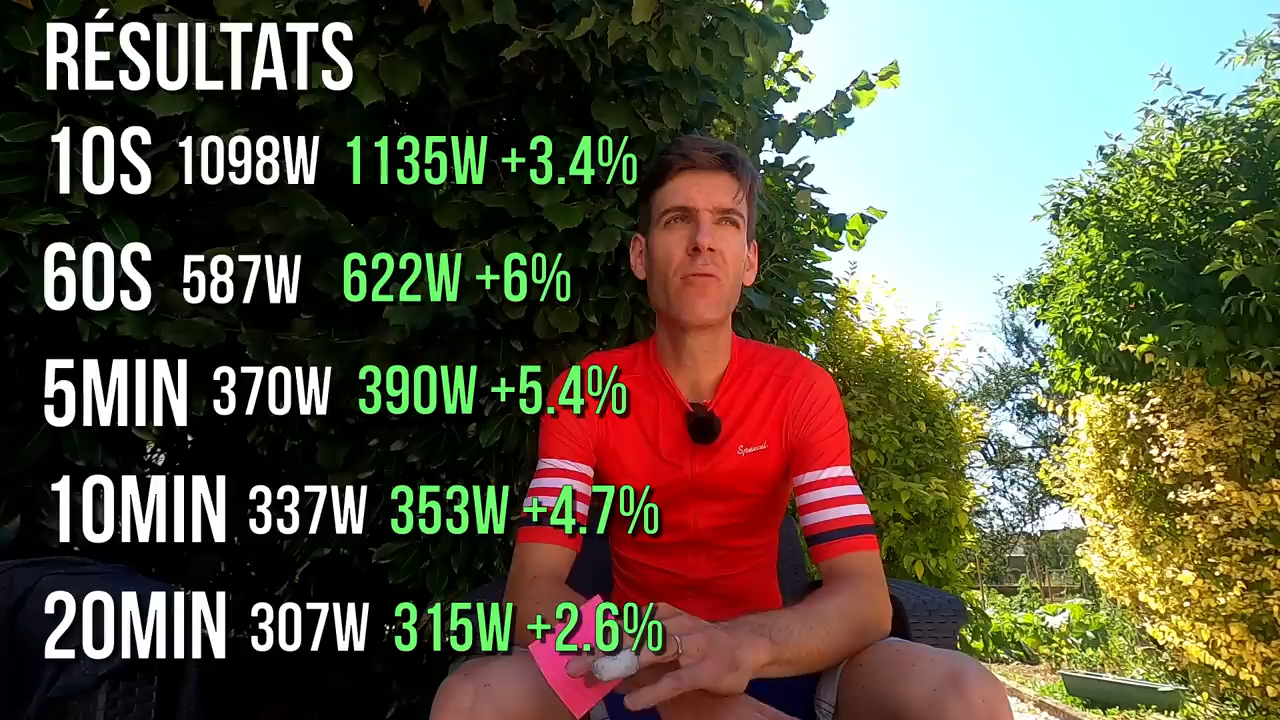 RÉSULTATS
10S 1098W 1135W +3.4%
60S 587W 622W +6%
5MIN 370W 390W +5.4%
10MIN 337W 353W +4.7%
20MIN 307W 315W +2.6%
Spexcel